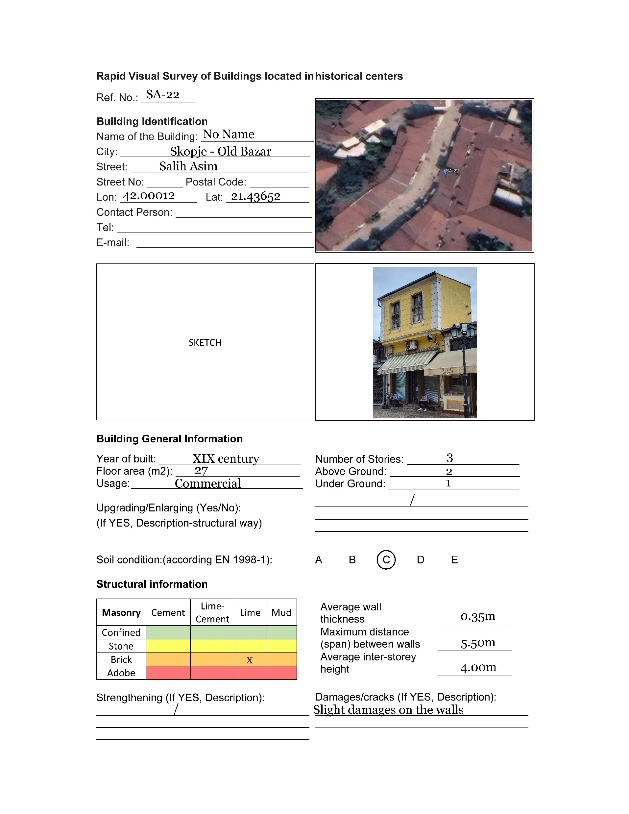 Rapid Visual Survey of Buildings located in historical centers
Ref. No.: SA-22
Building Identification
Name of the Building: No Name
City: Skopje - Old Bazar
Street: Salih Asim
Street No: Postal Code:
Lon: 42.00012 Lat: 21.43652
Contact Person:
Tel:
E-mail:
SKETCH
Building General Information
Year of built: XIX century
Floor area (m2): 27
Usage: Commercial
Number of Stories: 3
Above Ground: 2
Under Ground: 1
Upgrading/Enlarging (Yes/No): /
(If YES, Description-structural way)
Soil condition:(according EN 1998-1): A B C D E
Structural information
Masonry Cement Lime-Cement Lime Mud
Confined
Stone
Brick x
Adobe
Average wall
thickness 0.35m
Maximum distance
(span) between walls 5.50m
Average inter-storey
height 4.00m
Strengthening (If YES, Description):
/
Damages/cracks (If YES, Description):
Slight damages on the walls